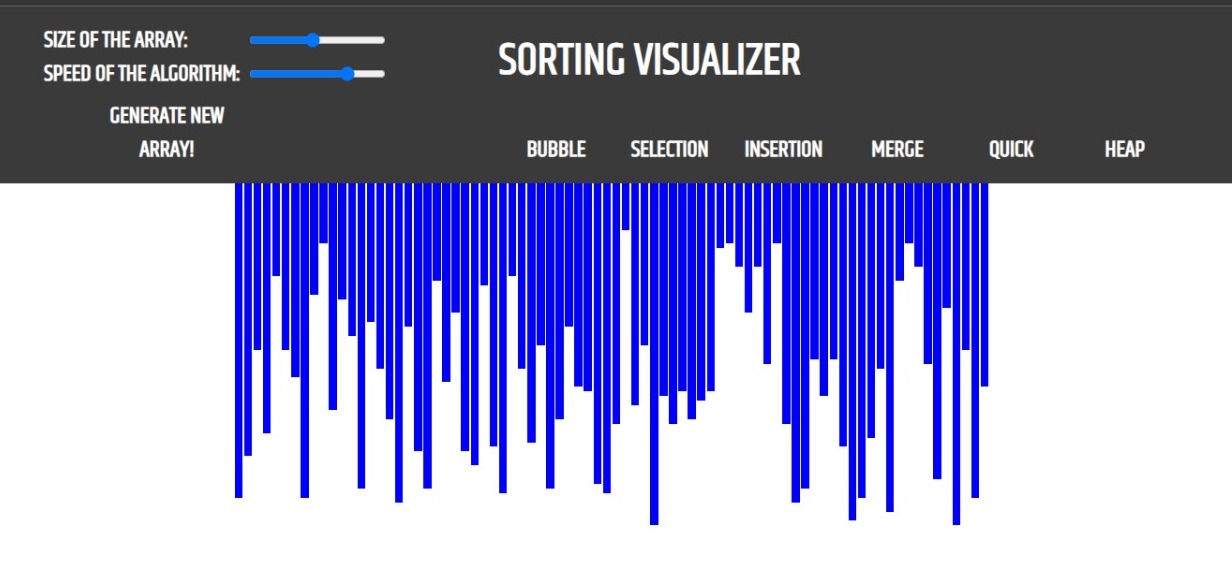 SIZE OF THE ARRAY:
SPEED OF THE ALGORITHM:
GENERATE NEW
ARRAY!
SORTING VISUALIZER
BUBBLE
SELECTION
INSERTION
MERGE
QUICK
HEAP